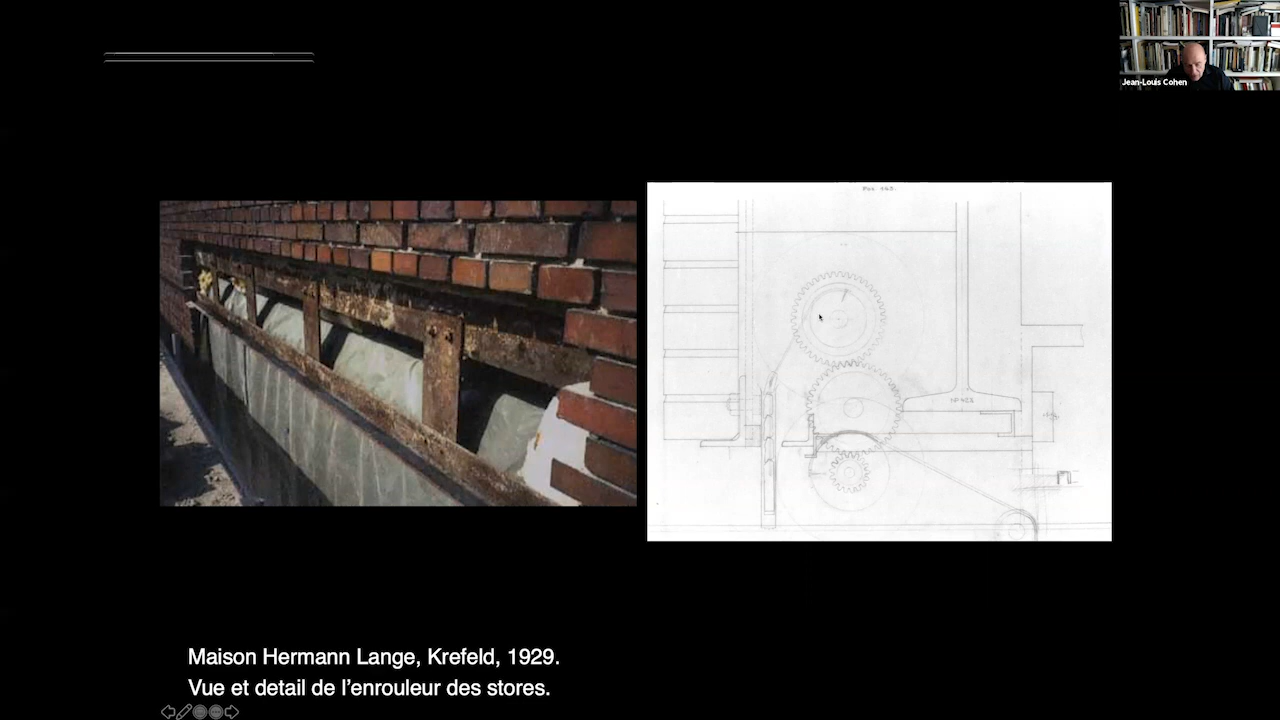 Jean-Louis Cohen
Maison Hermann Lange, Krefeld, 1929.
Vue et detail de l’enrouleur des stores.